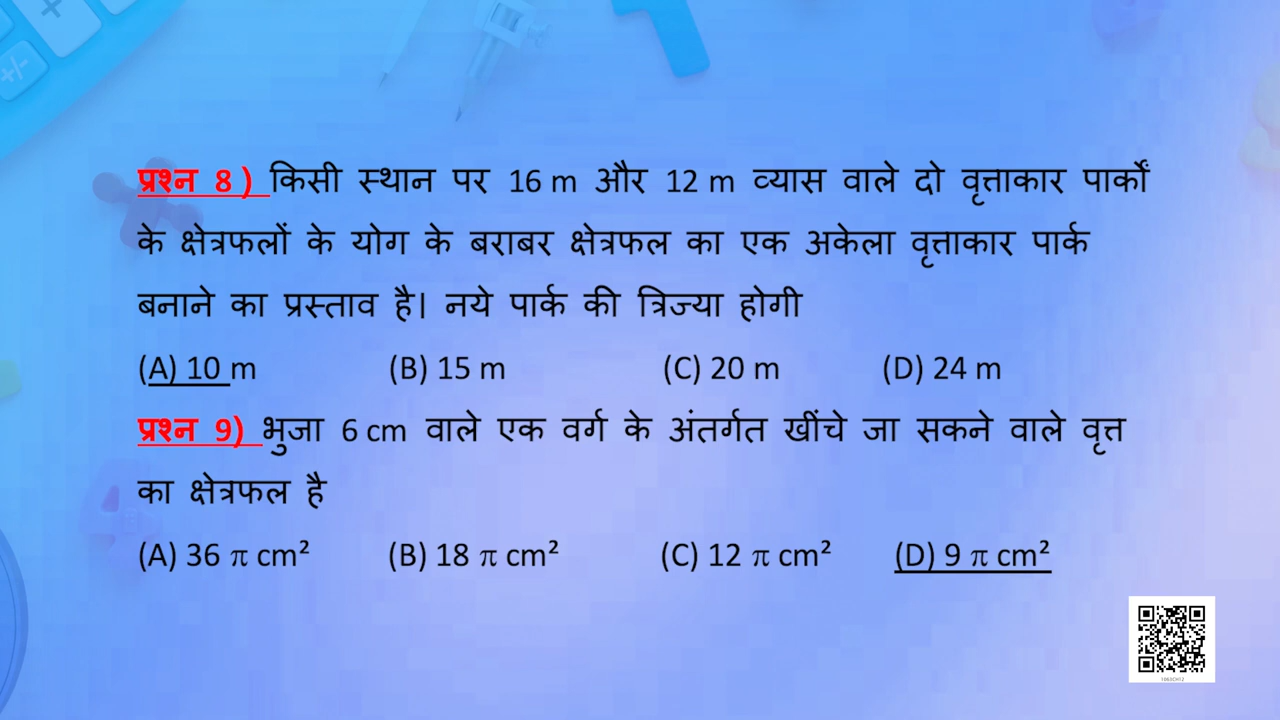 प्रश्न 8 ) किसी स्थान पर 16 m और 12 m व्यास वाले दो वृत्ताकार पार्कों
के क्षेत्रफलों के योग के बराबर क्षेत्रफल का एक अकेला वृत्ताकार पार्क
बनाने का प्रस्ताव है। नये पार्क की त्रिज्या होगी
(A) 10 m (B) 15 m (C) 20 m (D) 24 m
प्रश्न 9) भुजा 6 cm वाले एक वर्ग के अंतर्गत खींचे जा सकने वाले वृत्त
का क्षेत्रफल है
(A) 36 π cm² (B) 18 π cm² (C) 12 π cm² (D) 9 π cm²
1065CH12